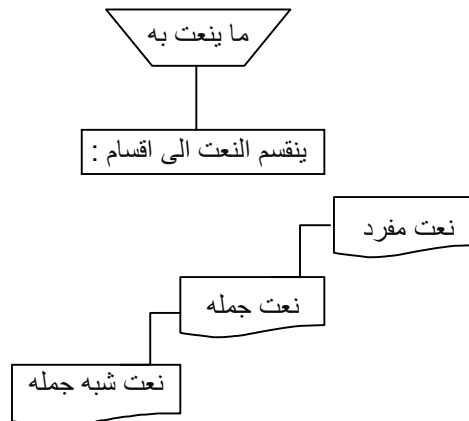 ما ينعت به
ينقسم النعت الى اقسام :
نعت مفرد
نعت جمله
نعت شبه جمله